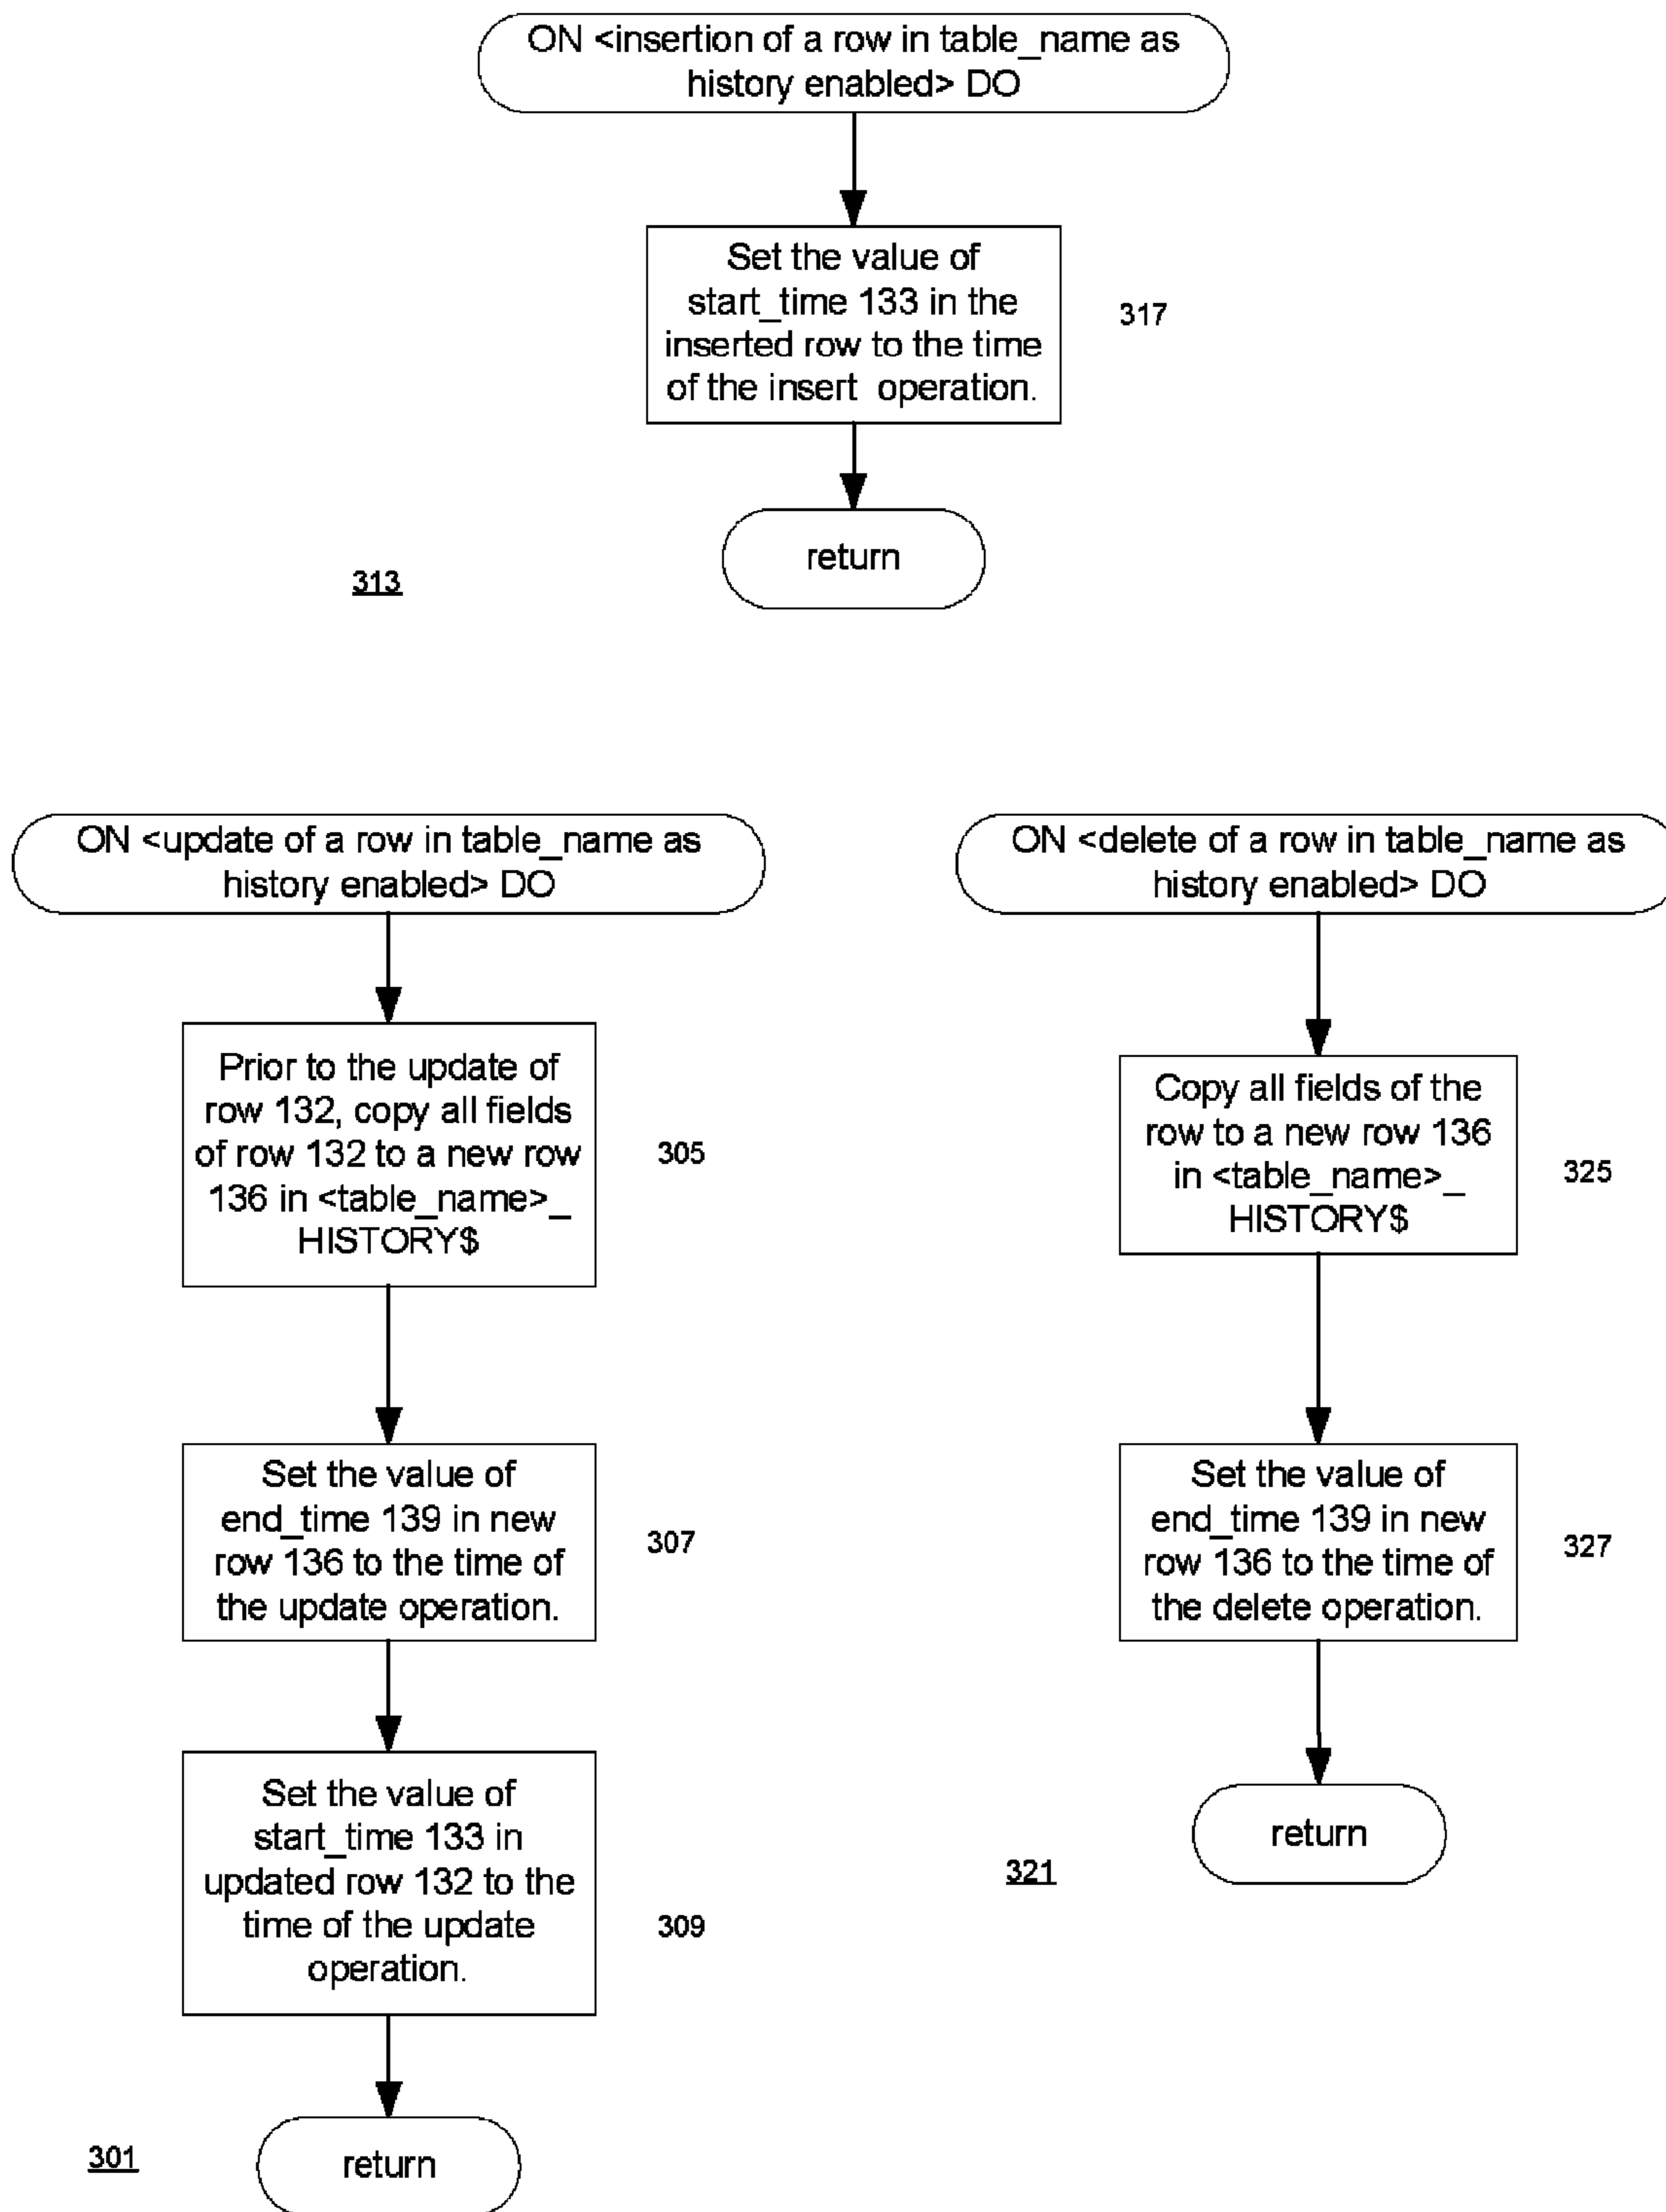 ON <insertion of a row in table_name as
history enabled> DO
Set the value of
start_time 133 in the
inserted row to the time
of the insert operation.
317
return
313
ON <update of a row in table_name as
history enabled> DO
Prior to the update of
row 132, copy all fields
of row 132 to a new row
136 in <table_name>_
HISTORY$
305
Set the value of
end_time 139 in new
row 136 to the time of
the update operation.
307
Set the value of
start_time 133 in
updated row 132 to the
time of the update
operation.
309
return
301
ON <delete of a row in table_name as
history enabled> DO
Copy all fields of the
row to a new row 136
in <table_name>_
HISTORY$
325
Set the value of
end_time 139 in new
row 136 to the time of
the delete operation.
327
return
321